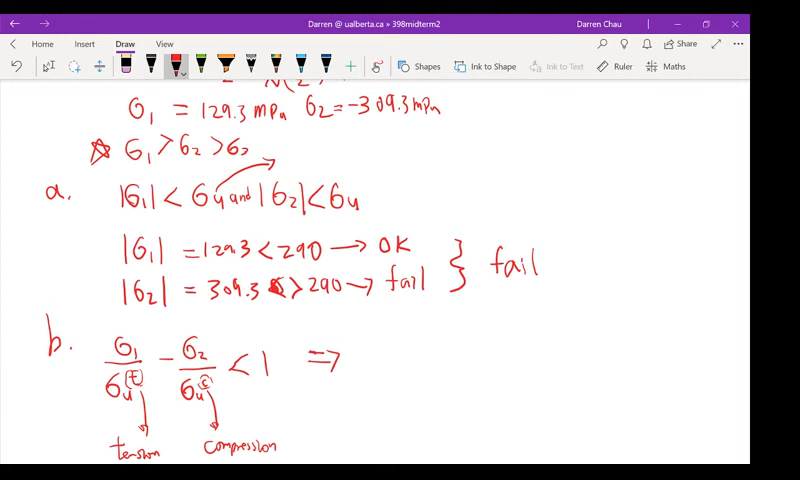 Darren @ ualberta.ca » 398midterm2
Darren Chau
Home Insert Draw View
Share
Shapes Ink to Shape Ink to Text Ruler Maths
σ1 = 129.3 mPa σ2 = -309.3 mPa
☆ σ1 > σ2 > σ3
a. |σ1| < σu and |σ2| < σu
|σ1| = 129.3 < 290 → OK
|σ2| = 309.3 > 290 → fail } fail
b. σ1/σu(t) - σ2/σu(c) < 1 ⇒
tension compression